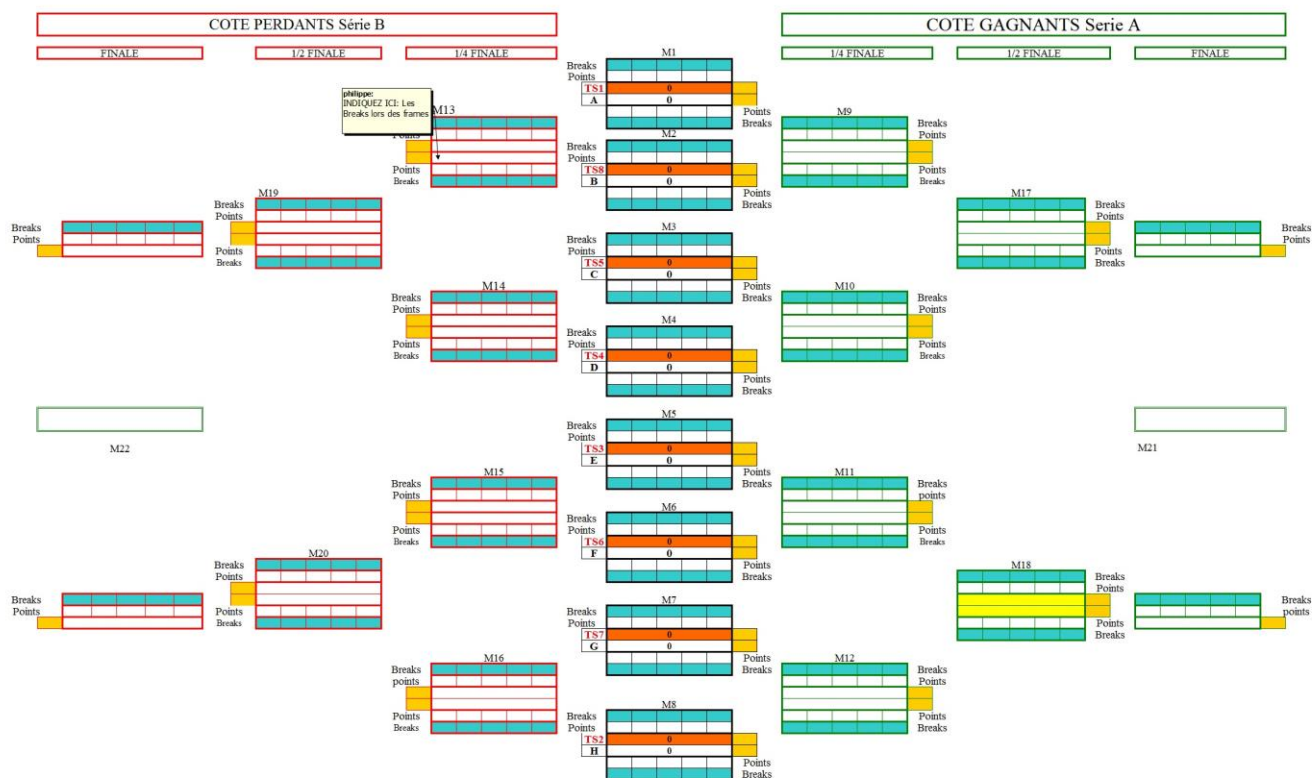 COTE PERDANTS Série B
COTE GAGNANTS Serie A
FINALE
1/2 FINALE
1/4 FINALE
1/4 FINALE
1/2 FINALE
FINALE
M1
Breaks
Points
TS1 0
A 0
Points
Breaks
philippe:
INDIQUEZ ICI: Les
Breaks lors des frames
M13
Points
Points
Breaks
M2
Breaks
Points
TS8 0
B 0
Points
Breaks
M9
Breaks
Points
Points
Breaks
M19
Breaks
Points
Points
Breaks
M17
Breaks
Points
Points
Breaks
Breaks
Points
Breaks
Points
M3
Breaks
Points
TS5 0
C 0
Points
Breaks
M14
Breaks
Points
Points
Breaks
M10
Breaks
Points
Points
Breaks
M4
Breaks
Points
TS4 0
D 0
Points
Breaks
M22
M21
M5
Breaks
Points
TS3 0
E 0
Points
Breaks
M15
Breaks
Points
Points
Breaks
M11
Breaks
points
Points
Breaks
M6
Breaks
Points
TS6 0
F 0
Points
Breaks
M20
Breaks
Points
Points
Breaks
M18
Breaks
Points
Points
Breaks
Breaks
Points
Breaks
points
M7
Breaks
Points
TS7 0
G 0
Points
Breaks
M16
Breaks
points
Points
Breaks
M12
Breaks
Points
Points
Breaks
M8
Breaks
Points
TS2 0
H 0
Points
Breaks